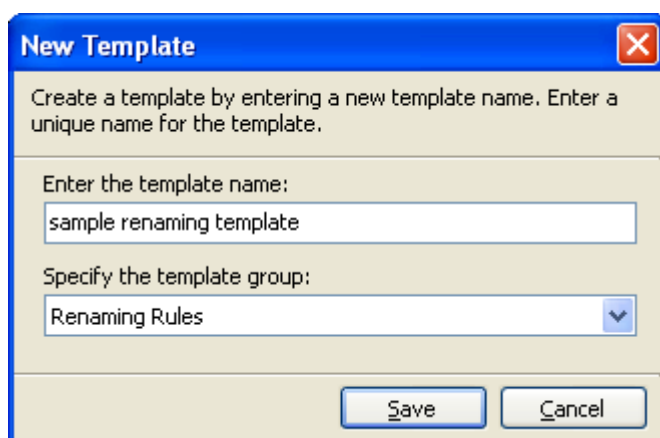 New Template
Create a template by entering a new template name. Enter a
unique name for the template.
Enter the template name:
sample renaming template
Specify the template group:
Renaming Rules
Save
Cancel